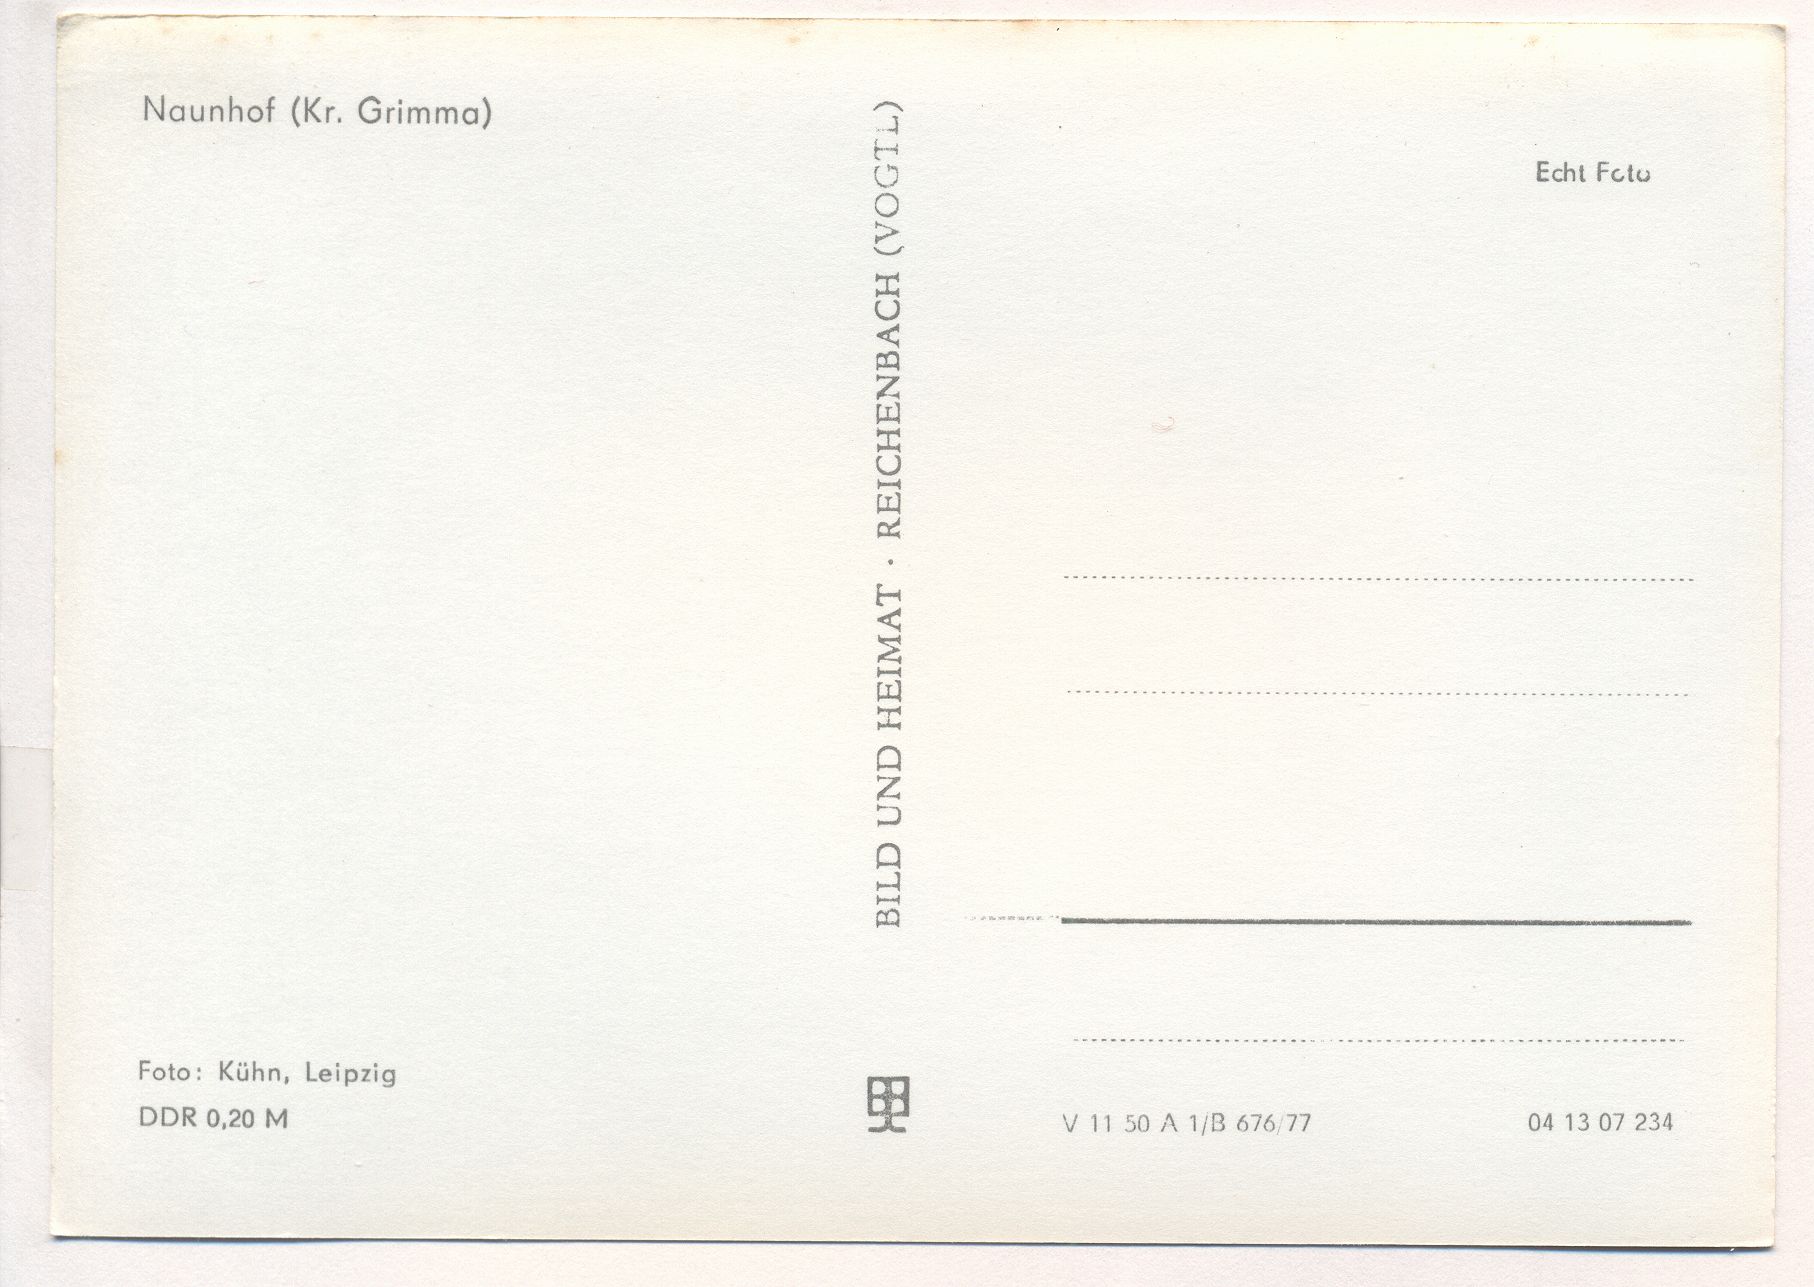 Naunhof (Kr. Grimma)
Foto: Kühn, Leipzig
DDR 0,20 M
BILD UND HEIMAT · REICHENBACH (VOGTL)
Echt Foto
V 11 50 A 1/B 676/77
04 13 07 234